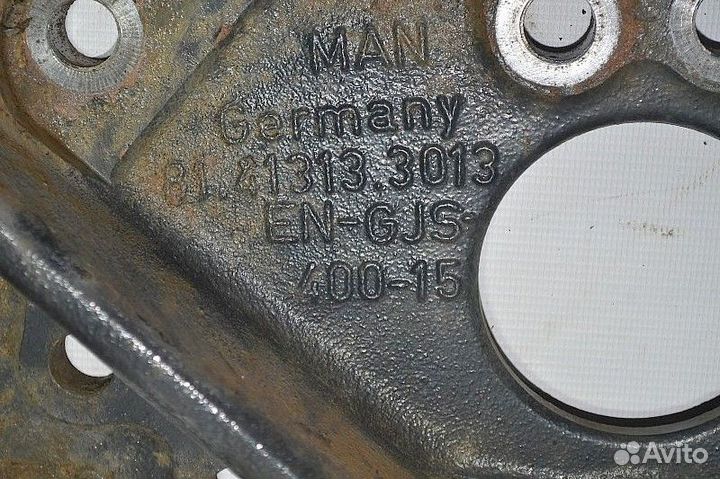 MAN
Germany
81.41313.3013
EN-GJS-
400-15
Avito